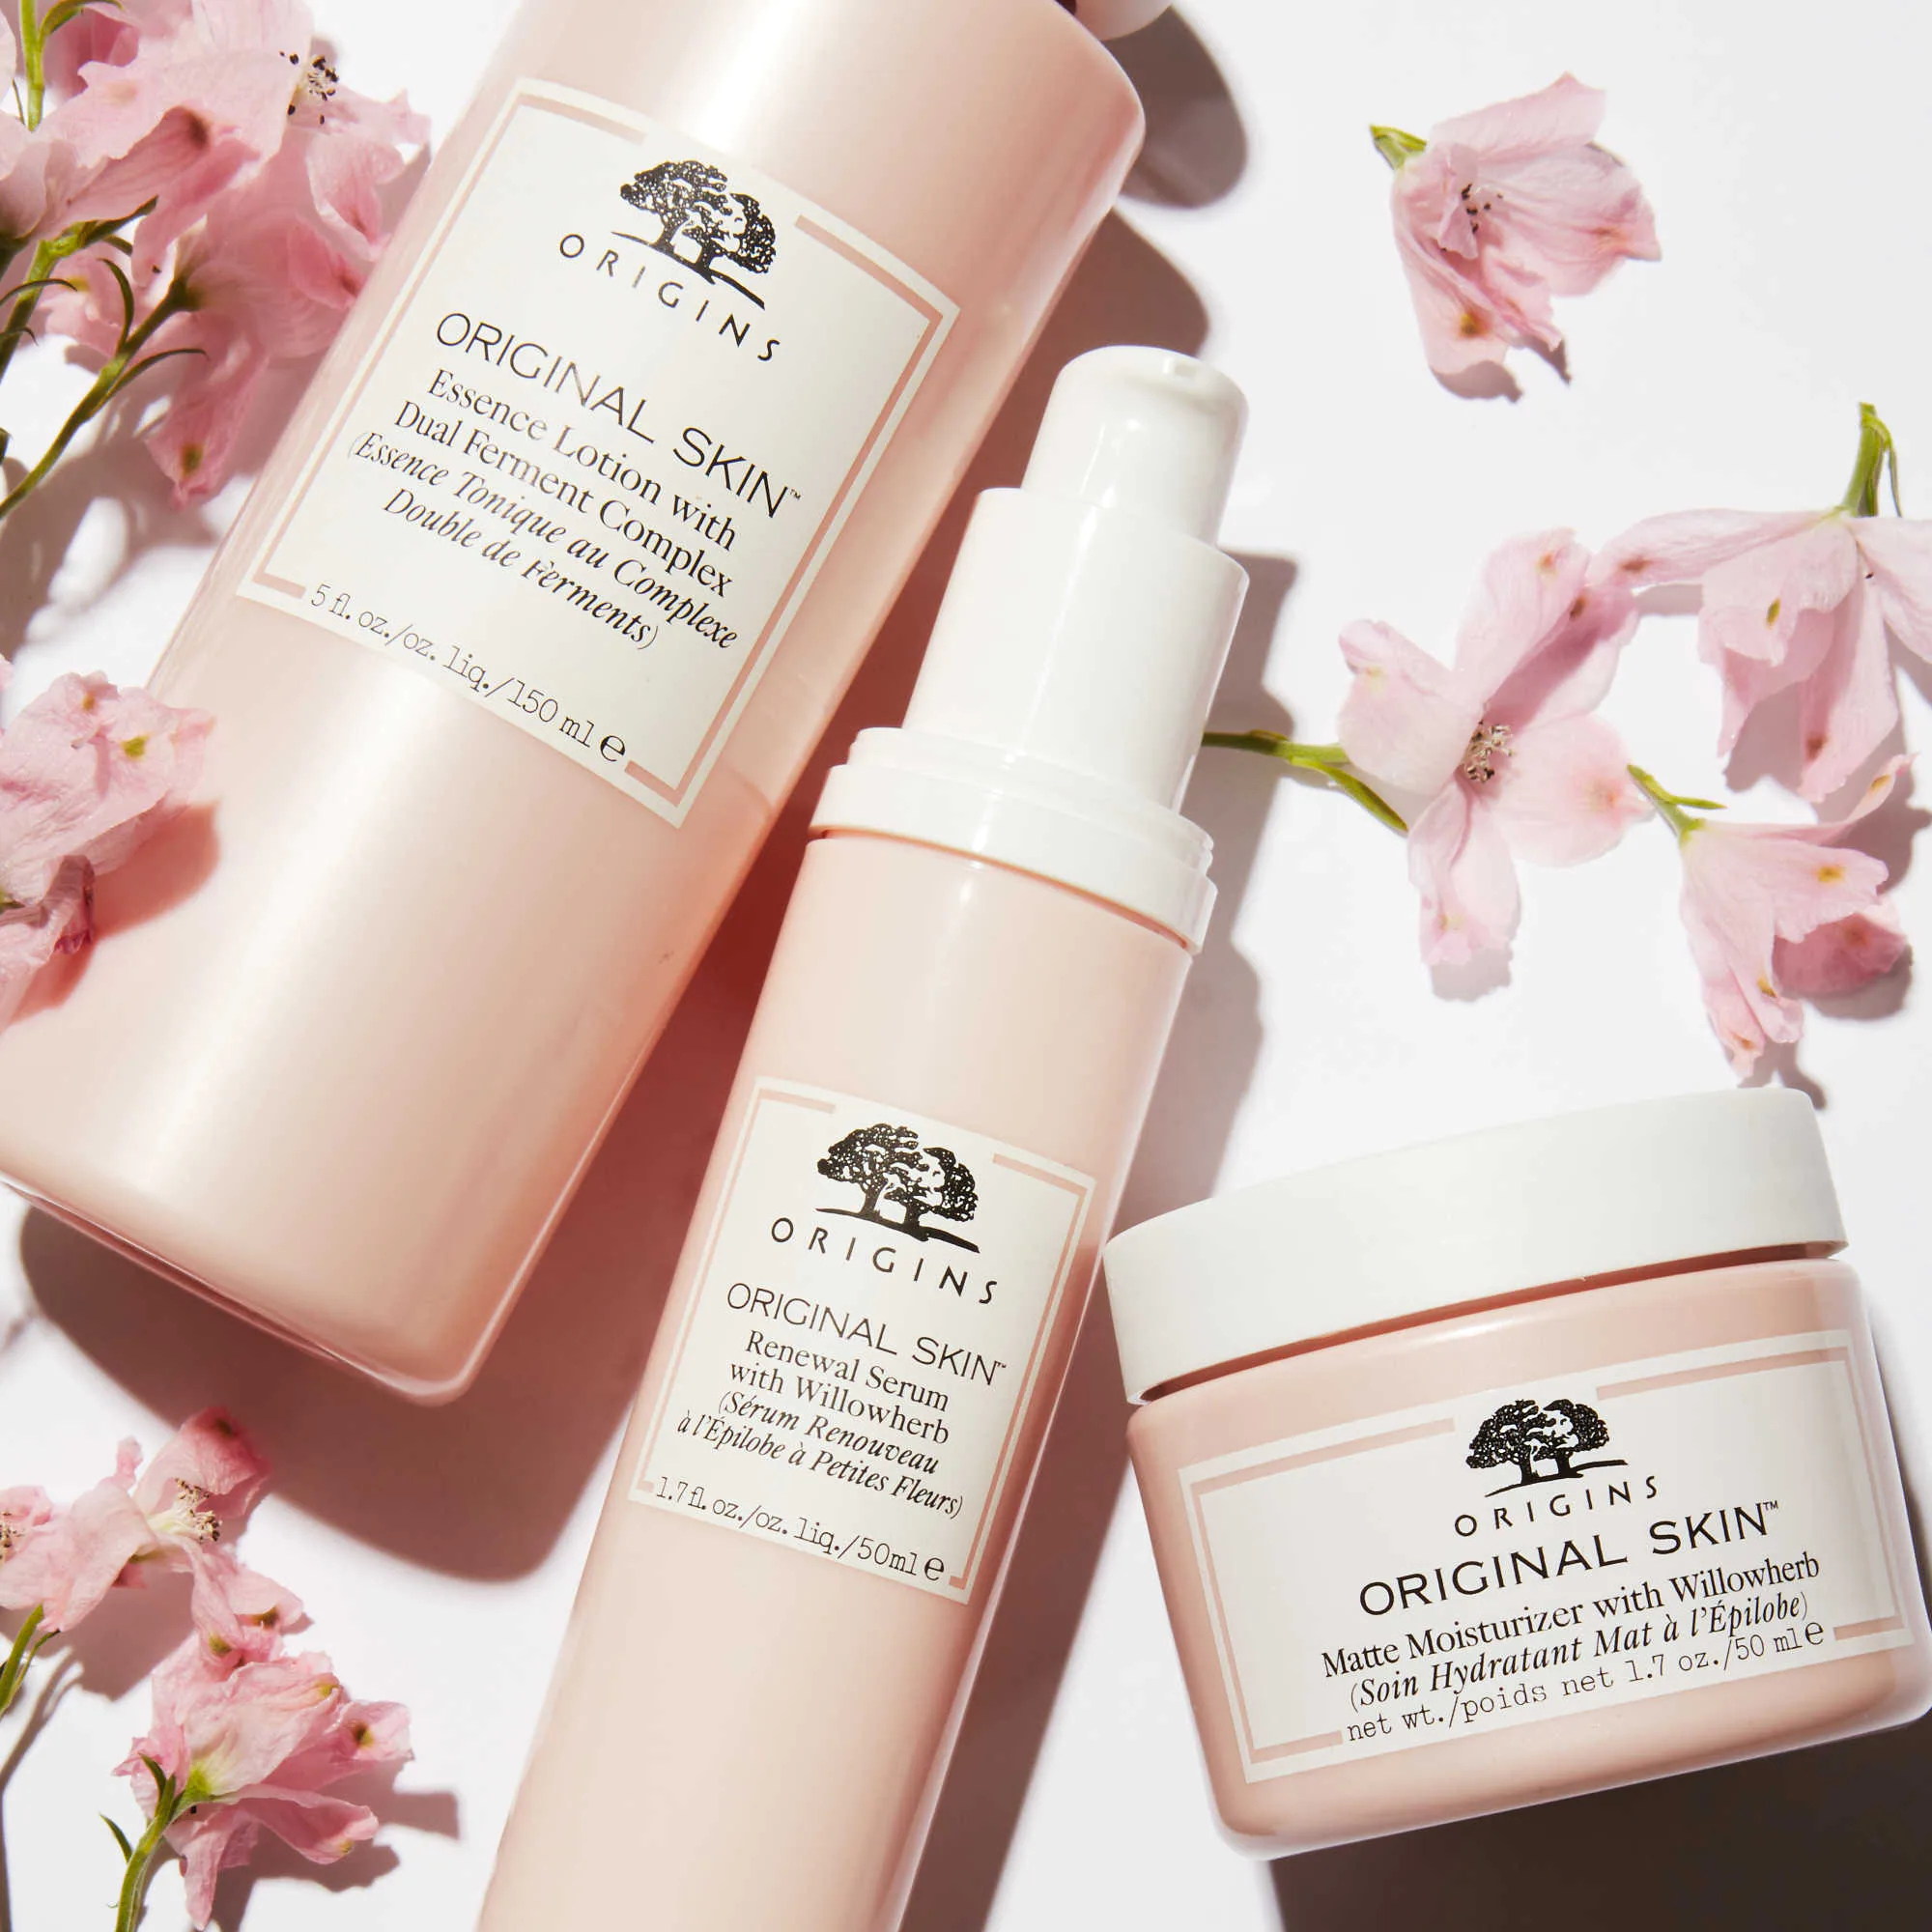 ORIGINS
ORIGINAL SKIN™
Essence Lotion with
Dual Ferment Complex
(Essence Tonique au Complexe
Double de Ferments)
5 fl. oz./oz. liq./150 ml ℮
ORIGINS
ORIGINAL SKIN™
Renewal Serum
with Willowherb
(Sérum Renouveau
à l'Épilobe à Petites Fleurs)
1.7 fl. oz./oz. liq./50ml ℮
ORIGINS
ORIGINAL SKIN™
Matte Moisturizer with Willowherb
(Soin Hydratant Mat à l'Épilobe)
net wt./poids net 1.7 oz./50 ml ℮